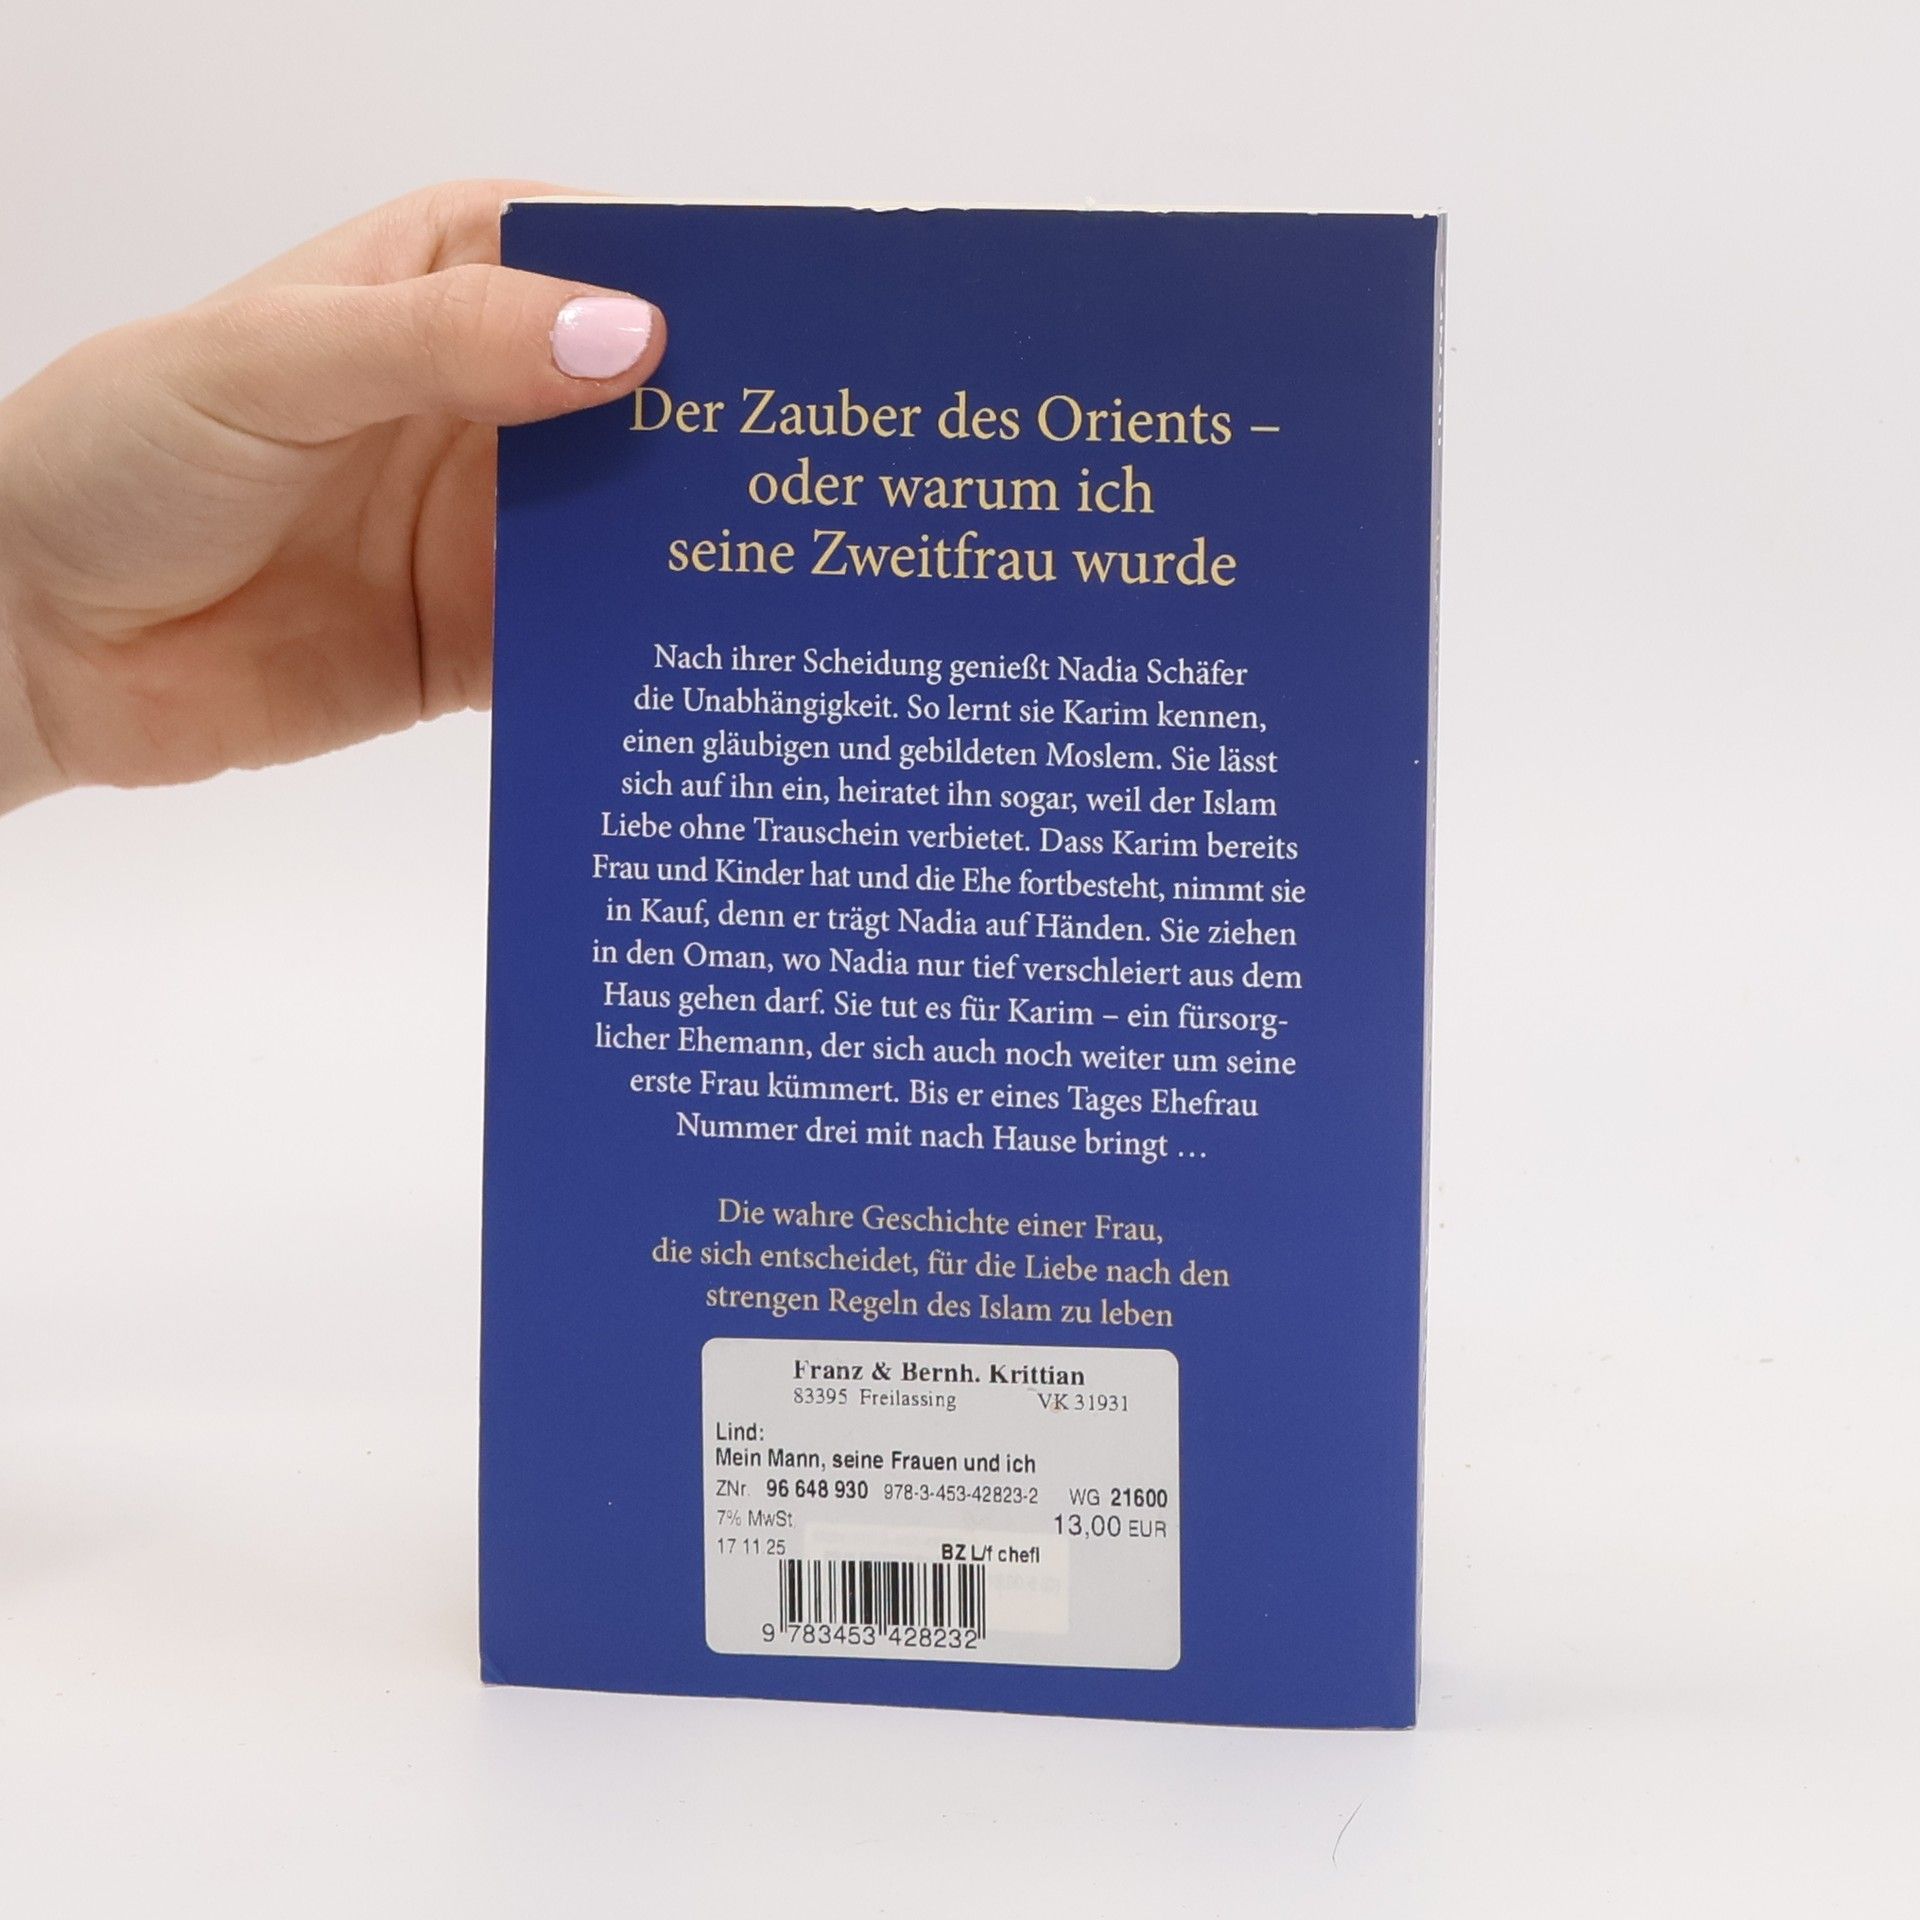 Der Zauber des Orients –
oder warum ich
seine Zweitfrau wurde
Nach ihrer Scheidung genießt Nadia Schäfer
die Unabhängigkeit. So lernt sie Karim kennen,
einen gläubigen und gebildeten Moslem. Sie lässt
sich auf ihn ein, heiratet ihn sogar, weil der Islam
Liebe ohne Trauschein verbietet. Dass Karim bereits
Frau und Kinder hat und die Ehe fortbesteht, nimmt sie
in Kauf, denn er trägt Nadia auf Händen. Sie ziehen
in den Oman, wo Nadia nur tief verschleiert aus dem
Haus gehen darf. Sie tut es für Karim – ein fürsorg-
licher Ehemann, der sich auch noch weiter um seine
erste Frau kümmert. Bis er eines Tages Ehefrau
Nummer drei mit nach Hause bringt …
Die wahre Geschichte einer Frau,
die sich entscheidet, für die Liebe nach den
strengen Regeln des Islam zu leben
Franz & Bernh. Krittian
83395 Freilassing VK 31931
Lind:
Mein Mann, seine Frauen und ich
ZNr. 96 648 930 978-3-453-42823-2 WG 21600
7% MwSt. 13,00 EUR
17 11 25 BZ L/f chefl
9 783453 428232